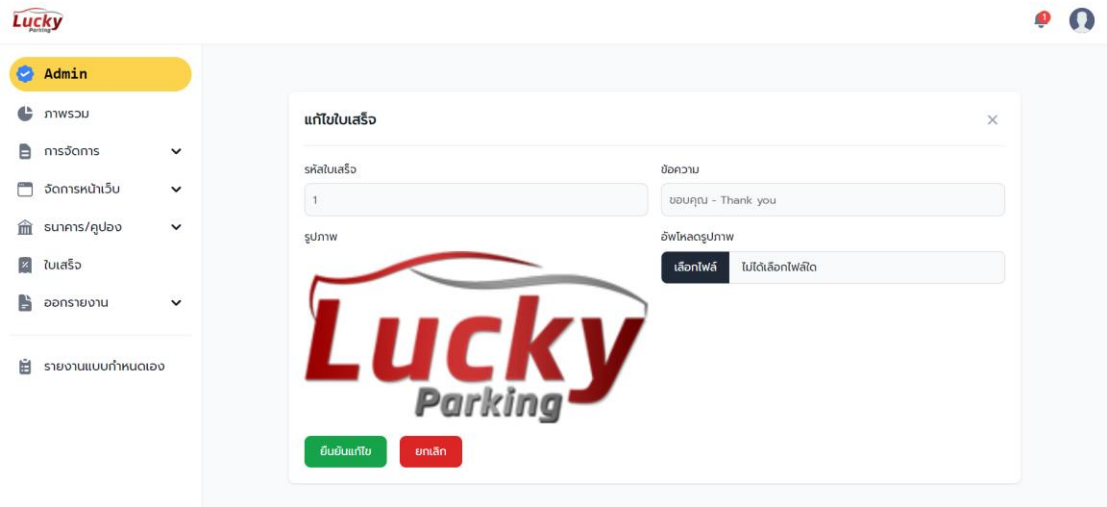 Lucky
Parking
1
Admin
ภาพรวม
การจัดการ
จัดการหน้าเว็บ
ธนาคาร/คูปอง
ใบเสร็จ
ออกรายงาน
รายงานแบบกำหนดเอง
แก้ไขใบเสร็จ
รหัสใบเสร็จ
1
ข้อความ
ขอบคุณ - Thank you
รูปภาพ
Lucky
Parking
อัพโหลดรูปภาพ
เลือกไฟล์ ไม่ได้เลือกไฟล์ใด
ยืนยันแก้ไข ยกเลิก